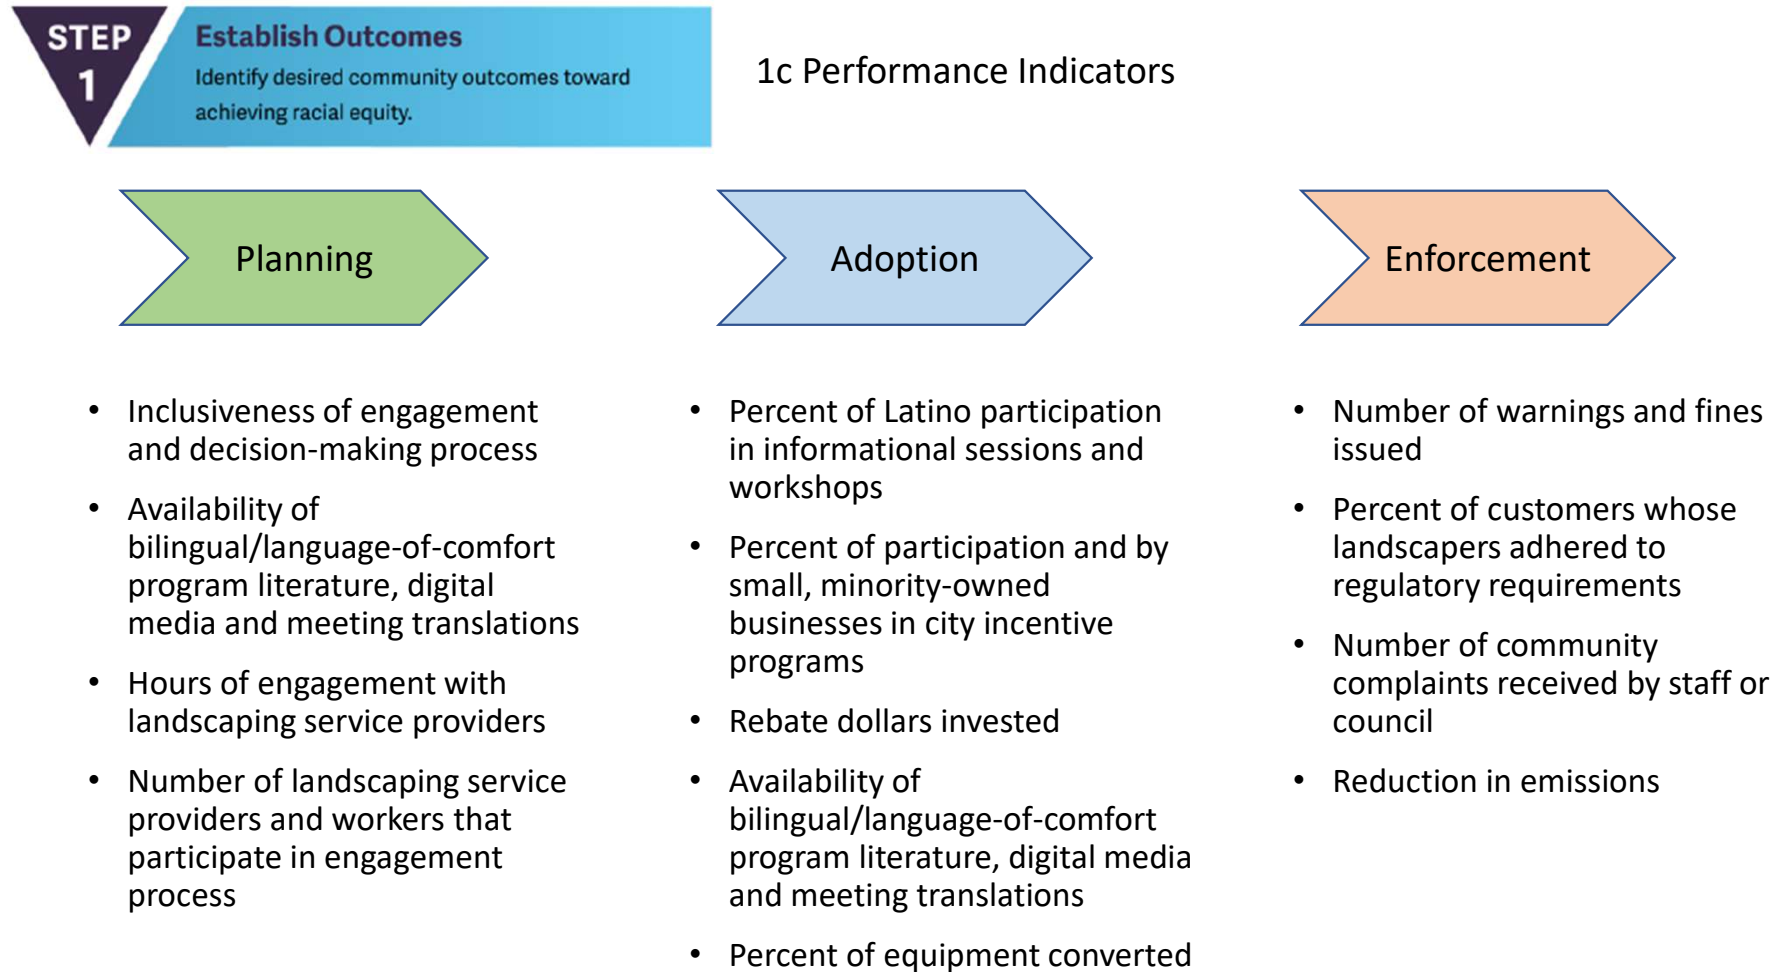 STEP
1
Establish Outcomes
Identify desired community outcomes toward
achieving racial equity.
1c Performance Indicators
Planning
• Inclusiveness of engagement
and decision-making process
• Availability of
bilingual/language-of-comfort
program literature, digital
media and meeting translations
• Hours of engagement with
landscaping service providers
• Number of landscaping service
providers and workers that
participate in engagement
process
Adoption
• Percent of Latino participation
in informational sessions and
workshops
• Percent of participation and by
small, minority-owned
businesses in city incentive
programs
• Rebate dollars invested
• Availability of
bilingual/language-of-comfort
program literature, digital media
and meeting translations
• Percent of equipment converted
Enforcement
• Number of warnings and fines
issued
• Percent of customers whose
landscapers adhered to
regulatory requirements
• Number of community
complaints received by staff or
council
• Reduction in emissions